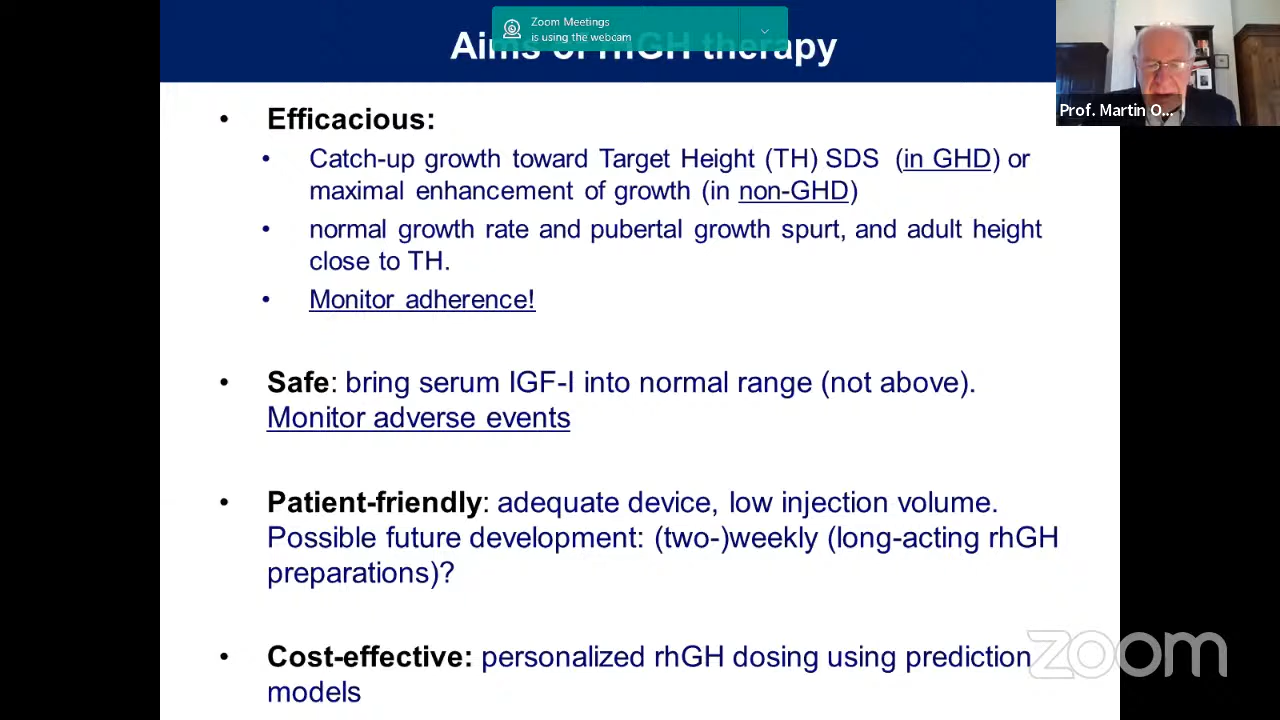 Zoom Meetings
is using the webcam
Aims of rhGH therapy
Prof. Martin O...
• Efficacious:
• Catch-up growth toward Target Height (TH) SDS (in GHD) or
maximal enhancement of growth (in non-GHD)
• normal growth rate and pubertal growth spurt, and adult height
close to TH.
• Monitor adherence!
• Safe: bring serum IGF-I into normal range (not above).
Monitor adverse events
• Patient-friendly: adequate device, low injection volume.
Possible future development: (two-)weekly (long-acting rhGH
preparations)?
• Cost-effective: personalized rhGH dosing using prediction
models
zoom